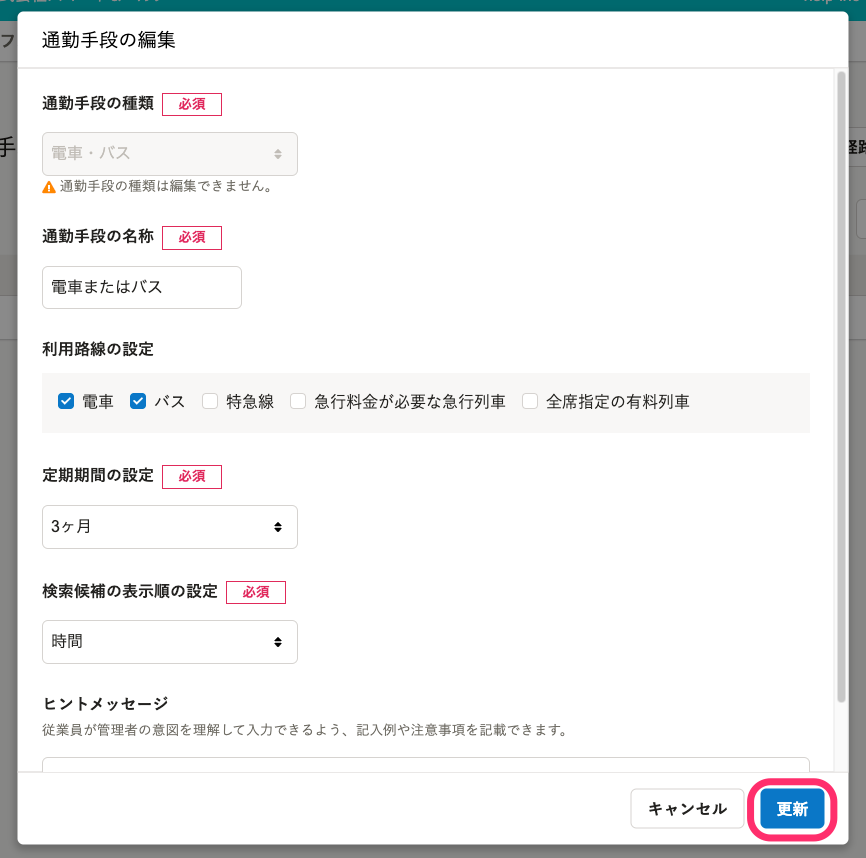 通勤手段の編集
通勤手段の種類 必須
電車・バス
通勤手段の種類は編集できません。
通勤手段の名称 必須
電車またはバス
利用路線の設定
電車 バス 特急線 急行料金が必要な急行列車 全席指定の有料列車
定期期間の設定 必須
3ヶ月
検索候補の表示順の設定 必須
時間
ヒントメッセージ
従業員が管理者の意図を理解して入力できるよう、記入例や注意事項を記載できます。
キャンセル 更新